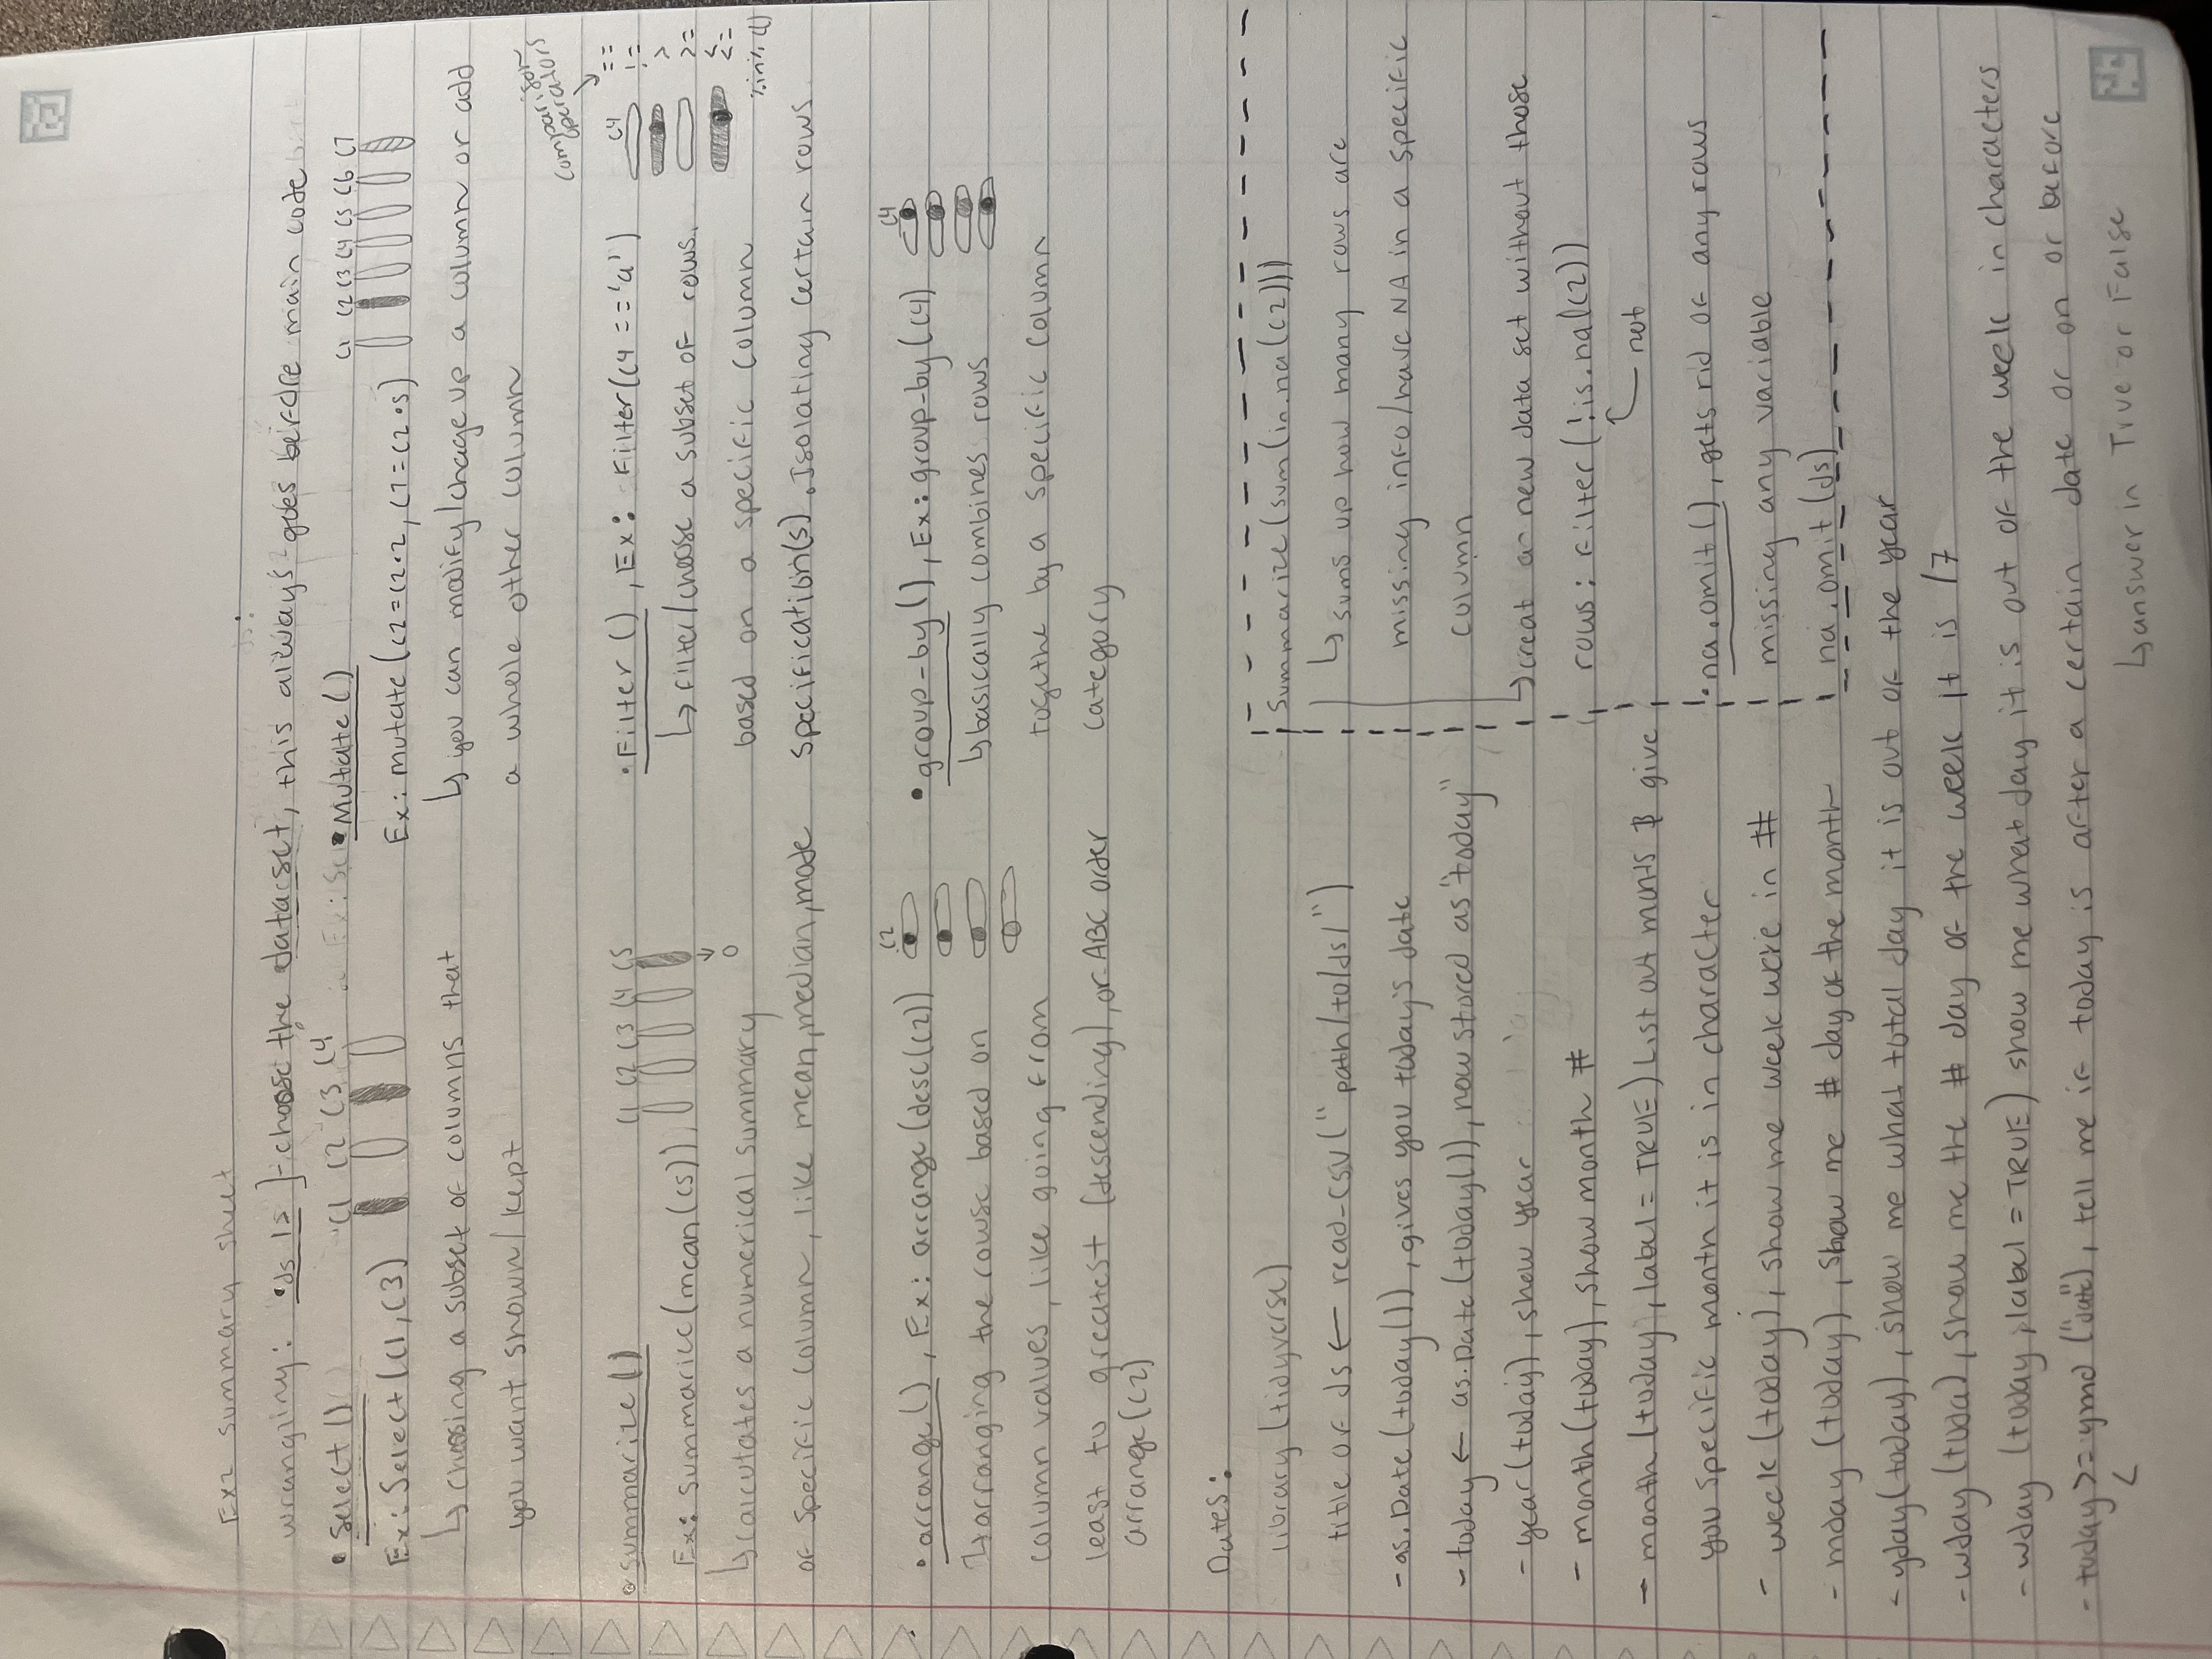 Ex2 summary sheet
wrangling: •ds |> ]-choose the dataset, this always goes before main code
• Select () C1 C2 C3 C4
Ex: Select (C1, C3)
↳ choosing a subset of columns that
you want shown/kept
• Mutate () C1 C2 C3 C4 C5 C6 C7
Ex: mutate (C2=C2•2, C7=C2•5)
↳ you can modify/chage up a column or add
a whole other column
• summarize () C1 C2 C3 C4 C5
Ex: summarize (mean(C5))
↳ calculates a numerical summary
of specific column, like mean, median, mode
comparison
operators
• Filter (), Ex: Filter(C4 == 'a') C4
↳ filter/choose a subset of rows.
based on a specific column
specification(s). Isolating certain rows
==
!=
>
>=
<
<=
%in% ()
• arrange (), Ex: arrange (desc(C2)) C2
↳ arranging the rows based on
column values, like going from
least to greatest (descending), or ABC order
arrange(C2)
• group-by (), Ex: group-by (C4) C4
↳ basically combines rows
togethe by a specific column
category
Dates:
library (tidyverse)
title of ds ← read-csv ("path/to/ds/")
- as.Date (today()), gives you today's date
- today ← as.Date (today()), now stored as "today"
- year (today), show year
- month (today), show month #
- month (today, label = TRUE) List out monts & give
you specific month it is in character
- week (today), show me week were in #
- mday (today), show me # day of the month
- yday (today), show me what total day it is out of the year
- wday (toda), show me the # day of the week it is /7
- wday (today, label = TRUE) show me what day it is out of the week in characters
- today >= ymd ("date"), tell me if today is after a certain date or on or before
<
↳ answer in True or False
Summarize (sum (in.na (C2)))
↳ sums up how many rows are
missing info/have NA in a specific
column
↳ creat a new data set without those
rows: Filter (!is.na(C2))
not
• na.omit (), gets rid of any rows
missing any variable
na.omit (ds)